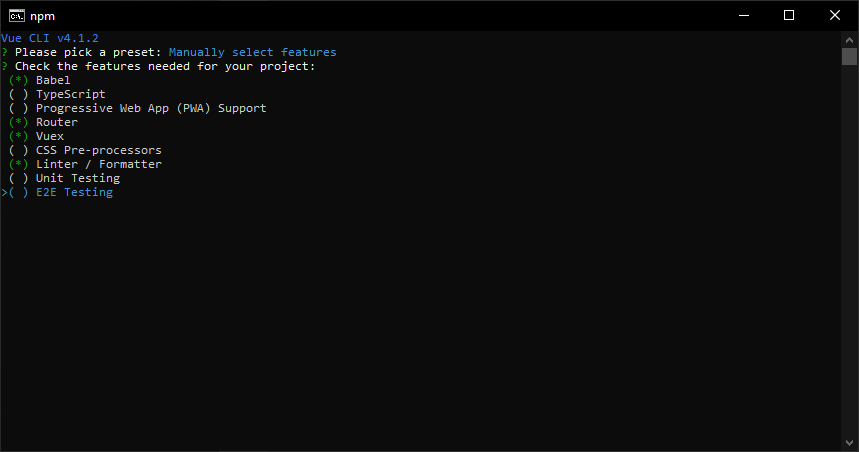 npm
Vue CLI v4.1.2
? Please pick a preset: Manually select features
? Check the features needed for your project:
(*) Babel
( ) TypeScript
( ) Progressive Web App (PWA) Support
(*) Router
(*) Vuex
( ) CSS Pre-processors
(*) Linter / Formatter
( ) Unit Testing
>( ) E2E Testing